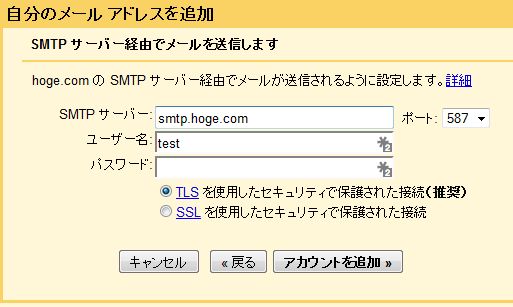 自分のメール アドレスを追加
SMTP サーバー経由でメールを送信します
hoge.com の SMTP サーバー経由でメールが送信されるように設定します。詳細
SMTP サーバー: smtp.hoge.com ポート: 587
ユーザー名: test
パスワード:
TLS を使用したセキュリティで保護された接続(推奨)
SSL を使用したセキュリティで保護された接続
キャンセル « 戻る アカウントを追加 »